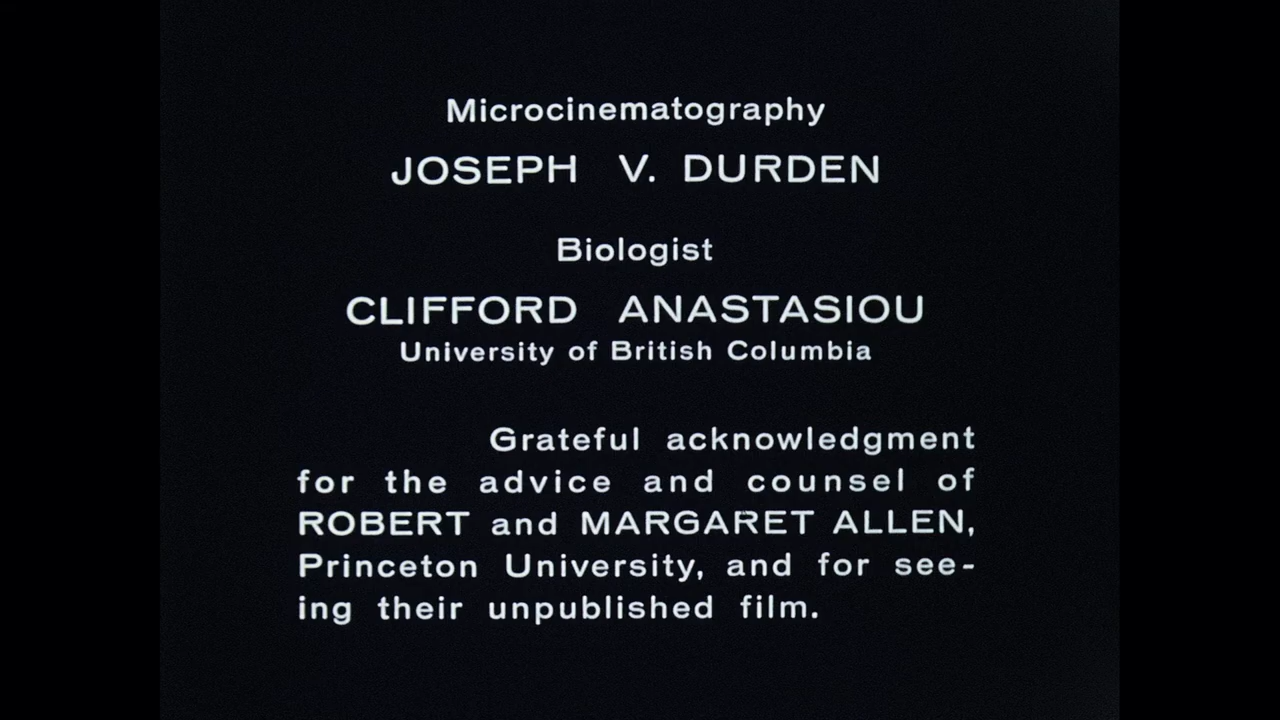 Microcinematography
JOSEPH V. DURDEN
Biologist
CLIFFORD ANASTASIOU
University of British Columbia
Grateful acknowledgment
for the advice and counsel of
ROBERT and MARGARET ALLEN,
Princeton University, and for see-
ing their unpublished film.